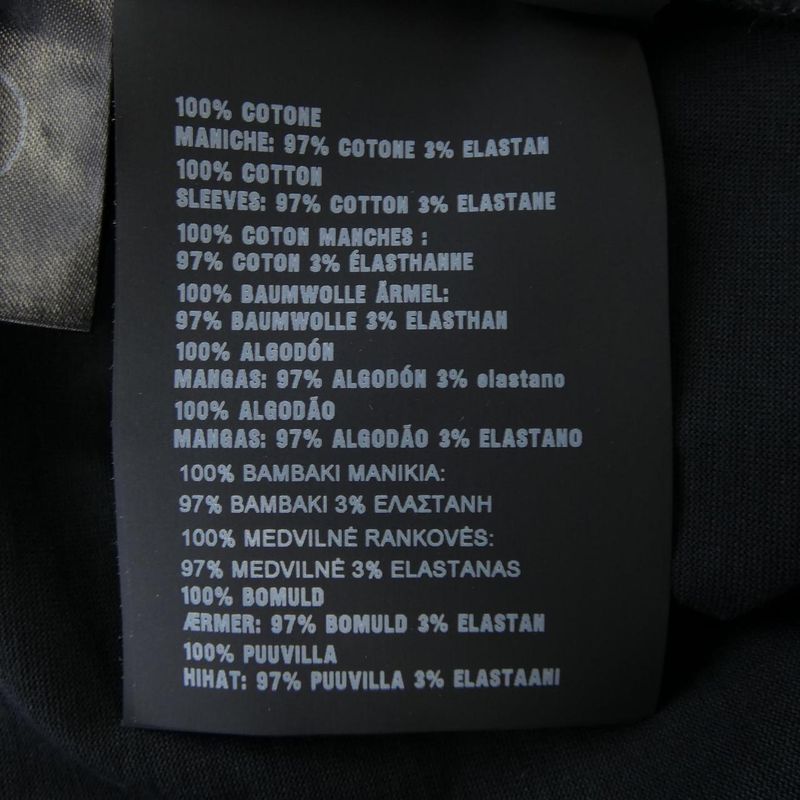 100% COTONE
MANICHE: 97% COTONE 3% ELASTAN
100% COTTON
SLEEVES: 97% COTTON 3% ELASTANE
100% COTON MANCHES :
97% COTON 3% ÉLASTHANNE
100% BAUMWOLLE ÄRMEL:
97% BAUMWOLLE 3% ELASTHAN
100% ALGODÓN
MANGAS: 97% ALGODÓN 3% elastano
100% ALGODÃO
MANGAS: 97% ALGODÃO 3% ELASTANO
100% ΒΑΜΒΑΚΙ ΜΑΝΙΚΙΑ:
97% ΒΑΜΒΑΚΙ 3% ΕΛΑΣΤΑΝΗ
100% MEDVILNĖ RANKOVĖS:
97% MEDVILNĖ 3% ELASTANAS
100% BOMULD
ÆRMER: 97% BOMULD 3% ELASTAN
100% PUUVILLA
HIHAT: 97% PUUVILLA 3% ELASTAANI